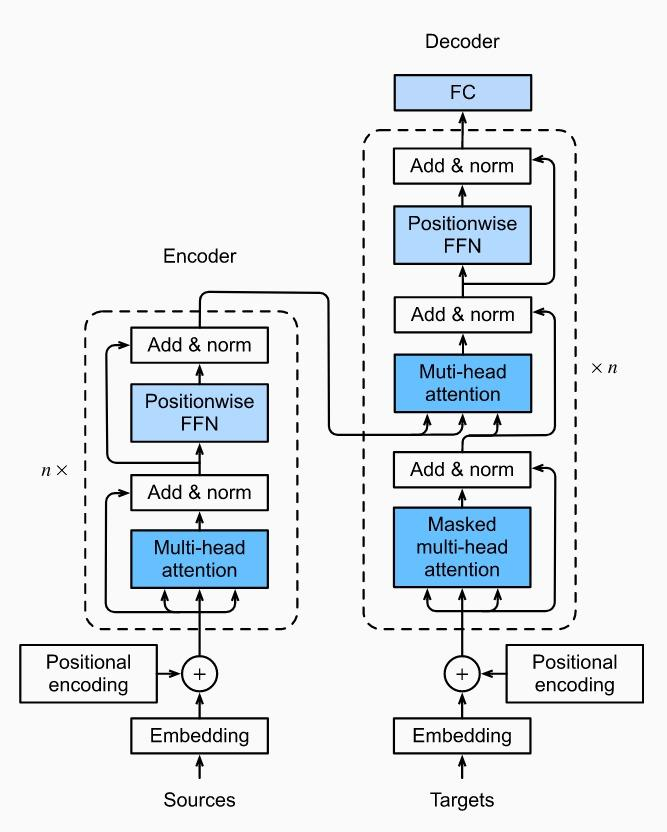 Decoder
FC
Add & norm
Positionwise
FFN
Add & norm
Muti-head
attention
× n
Add & norm
Masked
multi-head
attention
Positional
encoding
+
Embedding
Targets
Encoder
Add & norm
Positionwise
FFN
n ×
Add & norm
Multi-head
attention
Positional
encoding
+
Embedding
Sources